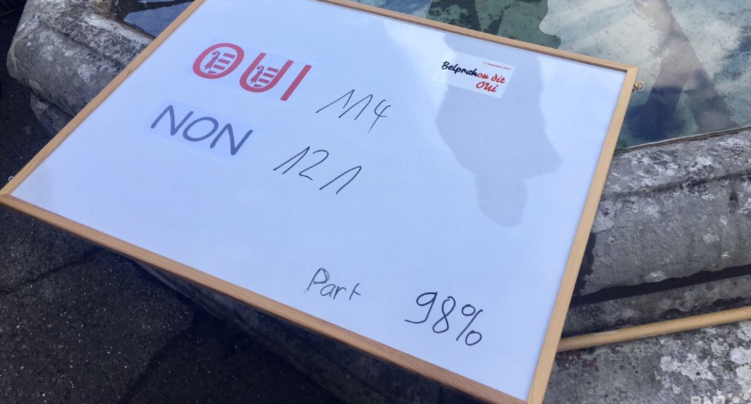 OUI 114
NON 121
Belprahon dit
OUI
Part 98%